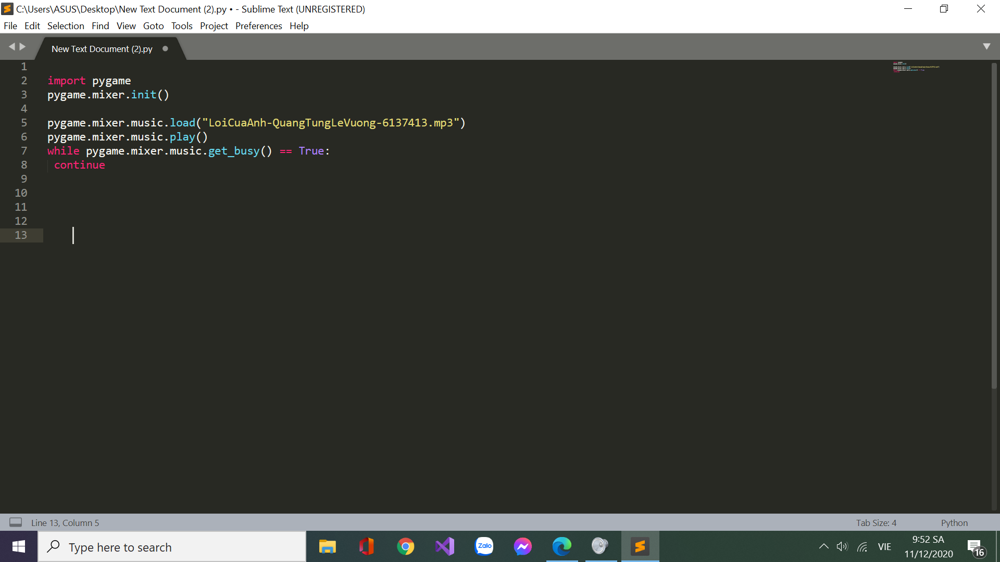 C:\Users\ASUS\Desktop\New Text Document (2).py • - Sublime Text (UNREGISTERED)
File Edit Selection Find View Goto Tools Project Preferences Help
New Text Document (2).py
1
2 import pygame
3 pygame.mixer.init()
4
5 pygame.mixer.music.load("LoiCuaAnh-QuangTungLeVuong-6137413.mp3")
6 pygame.mixer.music.play()
7 while pygame.mixer.music.get_busy() == True:
8 continue
9
10
11
12
13
Line 13, Column 5 Tab Size: 4 Python
Type here to search
Zalo
VIE
9:52 SA
11/12/2020
16